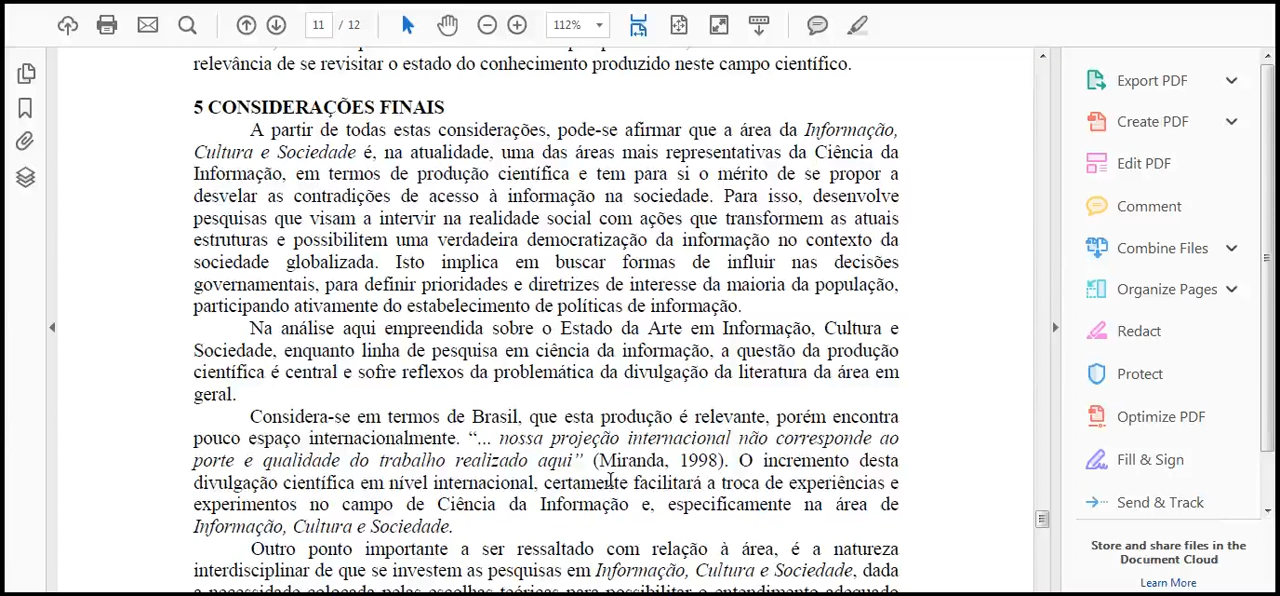 11 / 12
112%
relevância de se revisitar o estado do conhecimento produzido neste campo científico.
5 CONSIDERAÇÕES FINAIS
A partir de todas estas considerações, pode-se afirmar que a área da Informação,
Cultura e Sociedade é, na atualidade, uma das áreas mais representativas da Ciência da
Informação, em termos de produção científica e tem para si o mérito de se propor a
desvelar as contradições de acesso à informação na sociedade. Para isso, desenvolve
pesquisas que visam a intervir na realidade social com ações que transformem as atuais
estruturas e possibilitem uma verdadeira democratização da informação no contexto da
sociedade globalizada. Isto implica em buscar formas de influir nas decisões
governamentais, para definir prioridades e diretrizes de interesse da maioria da população,
participando ativamente do estabelecimento de políticas de informação.
Na análise aqui empreendida sobre o Estado da Arte em Informação, Cultura e
Sociedade, enquanto linha de pesquisa em ciência da informação, a questão da produção
científica é central e sofre reflexos da problemática da divulgação da literatura da área em
geral.
Considera-se em termos de Brasil, que esta produção é relevante, porém encontra
pouco espaço internacionalmente. “... nossa projeção internacional não corresponde ao
porte e qualidade do trabalho realizado aqui” (Miranda, 1998). O incremento desta
divulgação científica em nível internacional, certamente facilitará a troca de experiências e
experimentos no campo de Ciência da Informação e, especificamente na área de
Informação, Cultura e Sociedade.
Outro ponto importante a ser ressaltado com relação à área, é a natureza
interdisciplinar de que se investem as pesquisas em Informação, Cultura e Sociedade, dada
a necessidade colocada pelas escolhas teóricas para possibilitar o entendimento adequado
Export PDF
Create PDF
Edit PDF
Comment
Combine Files
Organize Pages
Redact
Protect
Optimize PDF
Fill & Sign
Send & Track
Store and share files in the
Document Cloud
Learn More